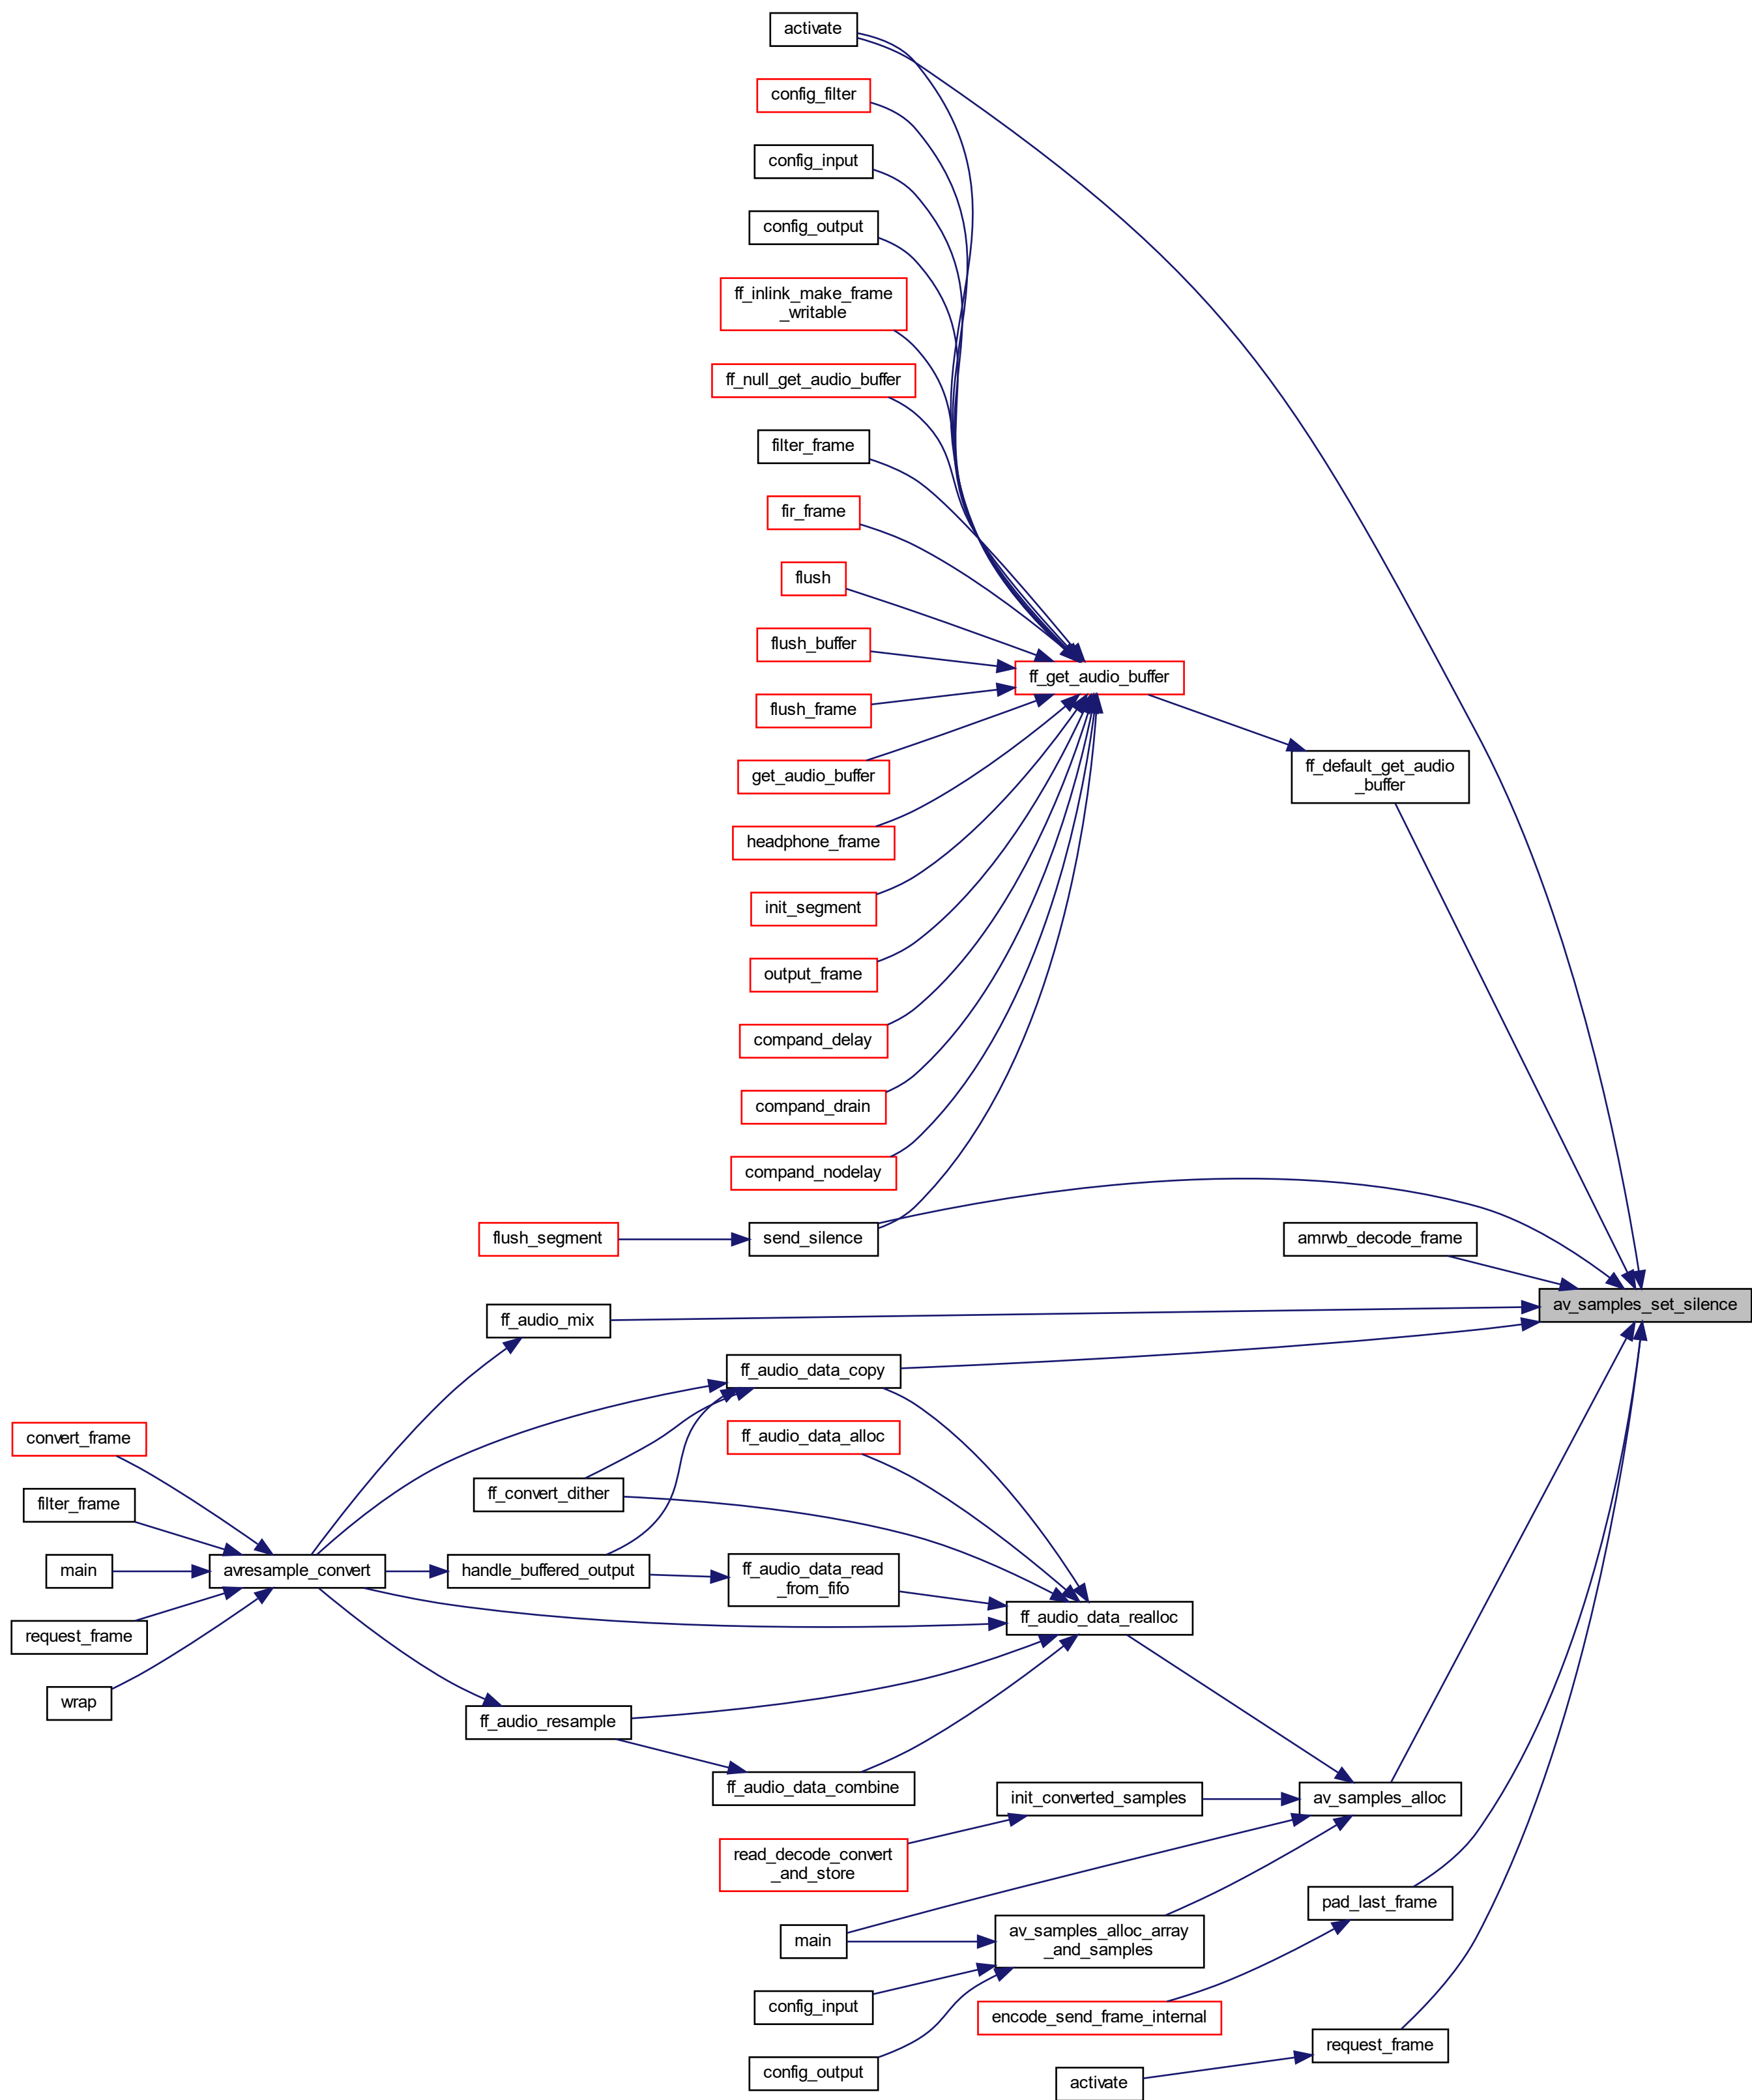 activate
config_filter
config_input
config_output
ff_inlink_make_frame
_writable
ff_null_get_audio_buffer
filter_frame
fir_frame
flush
flush_buffer
ff_get_audio_buffer
flush_frame
get_audio_buffer
ff_default_get_audio
_buffer
headphone_frame
init_segment
output_frame
compand_delay
compand_drain
compand_nodelay
flush_segment
send_silence
amrwb_decode_frame
av_samples_set_silence
ff_audio_mix
ff_audio_data_copy
convert_frame
ff_audio_data_alloc
filter_frame
ff_convert_dither
main
avresample_convert
handle_buffered_output
ff_audio_data_read
_from_fifo
ff_audio_data_realloc
request_frame
wrap
ff_audio_resample
ff_audio_data_combine
init_converted_samples
av_samples_alloc
read_decode_convert
_and_store
pad_last_frame
main
av_samples_alloc_array
_and_samples
config_input
encode_send_frame_internal
request_frame
config_output
activate